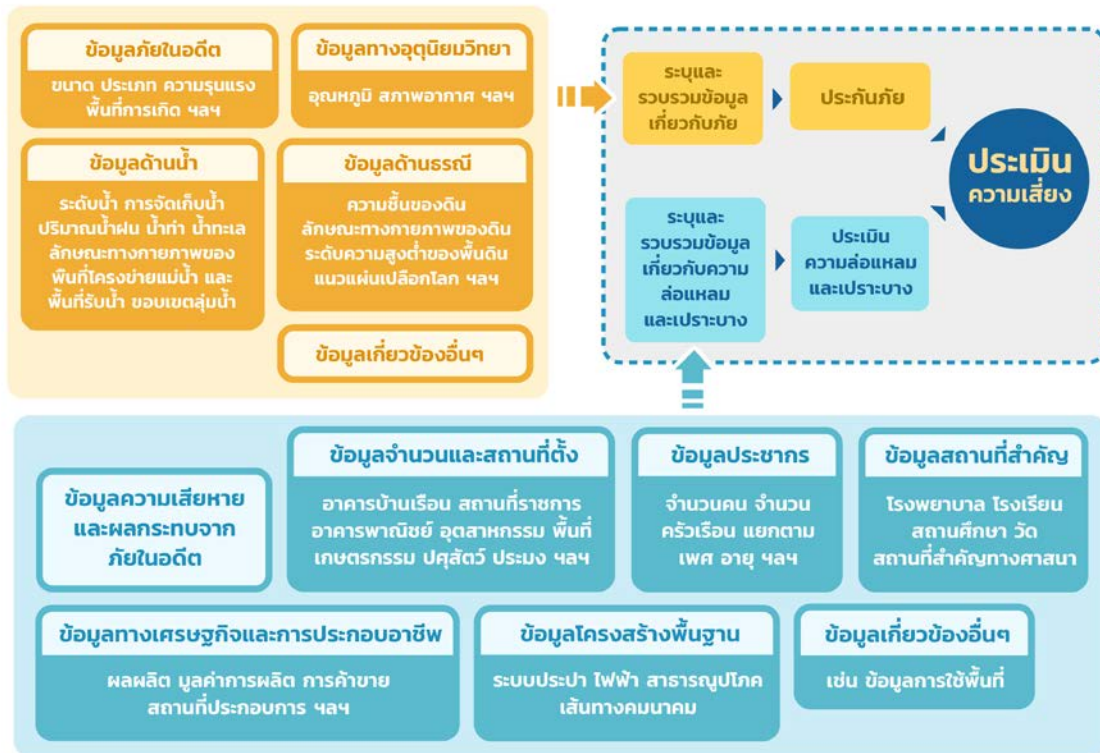 ข้อมูลภัยในอดีต
ขนาด ประเภท ความรุนแรง
พื้นที่การเกิด ฯลฯ
ข้อมูลทางอุตุนิยมวิทยา
อุณหภูมิ สภาพอากาศ ฯลฯ
ข้อมูลด้านน้ำ
ระดับน้ำ การจัดเก็บน้ำ
ปริมาณน้ำฝน น้ำท่า น้ำทะเล
ลักษณะทางกายภาพของ
พื้นที่โครงข่ายแม่น้ำ และ
พื้นที่รับน้ำ ขอบเขตลุ่มน้ำ
ข้อมูลด้านธรณี
ความชื้นของดิน
ลักษณะทางกายภาพของดิน
ระดับความสูงต่ำของพื้นดิน
แนวแผ่นเปลือกโลก ฯลฯ
ข้อมูลเกี่ยวข้องอื่นๆ
ระบุและ
รวบรวมข้อมูล
เกี่ยวกับภัย
ประกันภัย
ระบุและ
รวบรวมข้อมูล
เกี่ยวกับความ
ล่อแหลม
และเปราะบาง
ประเมิน
ความล่อแหลม
และเปราะบาง
ประเมิน
ความเสี่ยง
ข้อมูลความเสียหาย
และผลกระทบจาก
ภัยในอดีต
ข้อมูลจำนวนและสถานที่ตั้ง
อาคารบ้านเรือน สถานที่ราชการ
อาคารพาณิชย์ อุตสาหกรรม พื้นที่
เกษตรกรรม ปศุสัตว์ ประมง ฯลฯ
ข้อมูลประชากร
จำนวนคน จำนวน
ครัวเรือน แยกตาม
เพศ อายุ ฯลฯ
ข้อมูลสถานที่สำคัญ
โรงพยาบาล โรงเรียน
สถานศึกษา วัด
สถานที่สำคัญทางศาสนา
ข้อมูลทางเศรษฐกิจและการประกอบอาชีพ
ผลผลิต มูลค่าการผลิต การค้าขาย
สถานที่ประกอบการ ฯลฯ
ข้อมูลโครงสร้างพื้นฐาน
ระบบประปา ไฟฟ้า สาธารณูปโภค
เส้นทางคมนาคม
ข้อมูลเกี่ยวข้องอื่นๆ
เช่น ข้อมูลการใช้พื้นที่